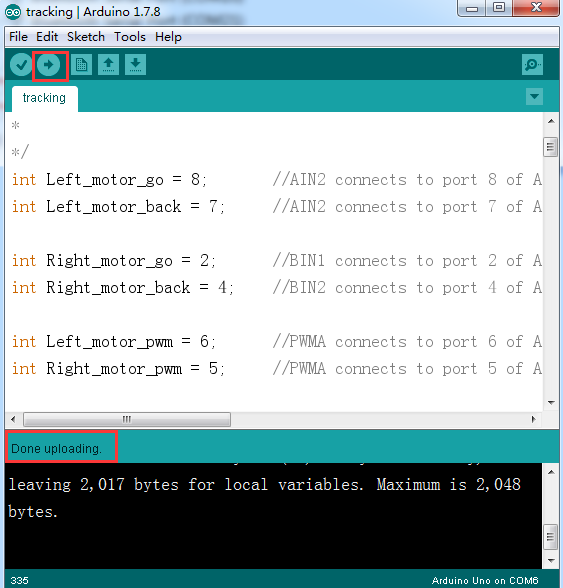 tracking | Arduino 1.7.8
File Edit Sketch Tools Help
tracking
*
*/
int Left_motor_go = 8; //AIN2 connects to port 8 of A
int Left_motor_back = 7; //AIN2 connects to port 7 of A
int Right_motor_go = 2; //BIN1 connects to port 2 of A
int Right_motor_back = 4; //BIN2 connects to port 4 of A
int Left_motor_pwm = 6; //PWMA connects to port 6 of A
int Right_motor_pwm = 5; //PWMA connects to port 5 of A
Done uploading.
leaving 2,017 bytes for local variables. Maximum is 2,048
bytes.
335 Arduino Uno on COM6